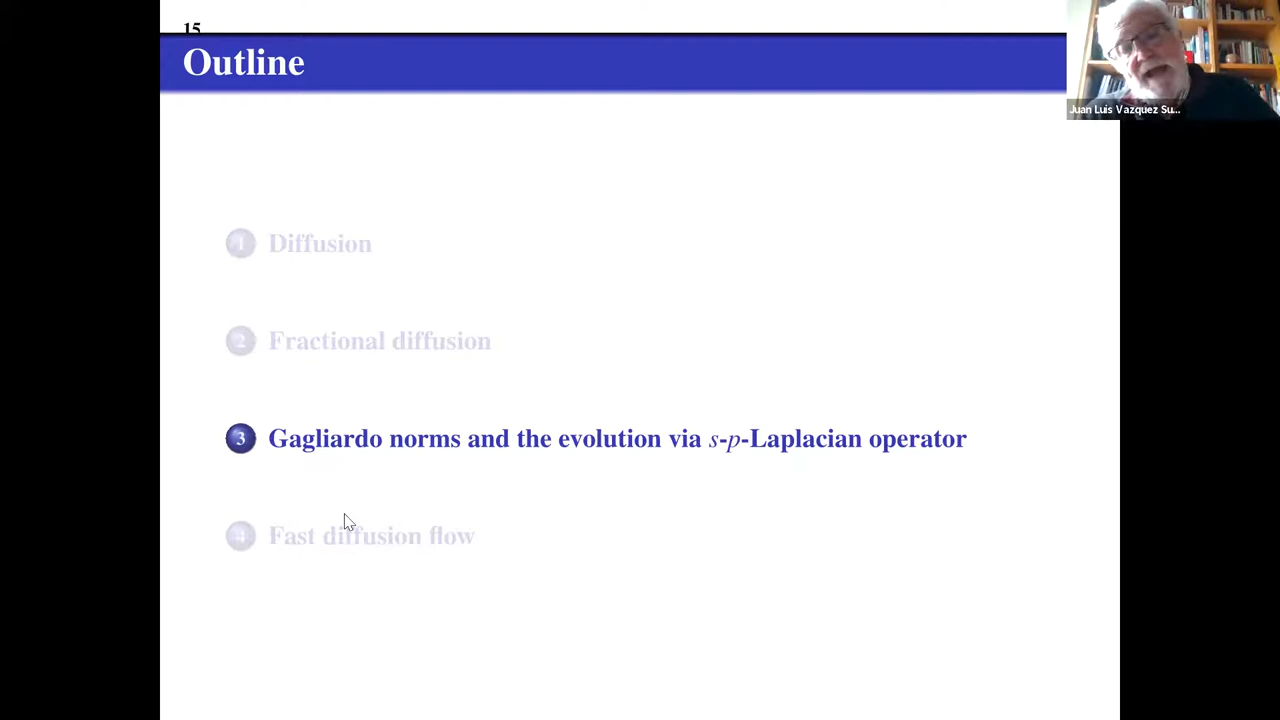 15
Outline
Juan Luis Vazquez Su...
1 Diffusion
2 Fractional diffusion
3 Gagliardo norms and the evolution via s-p-Laplacian operator
4 Fast diffusion flow